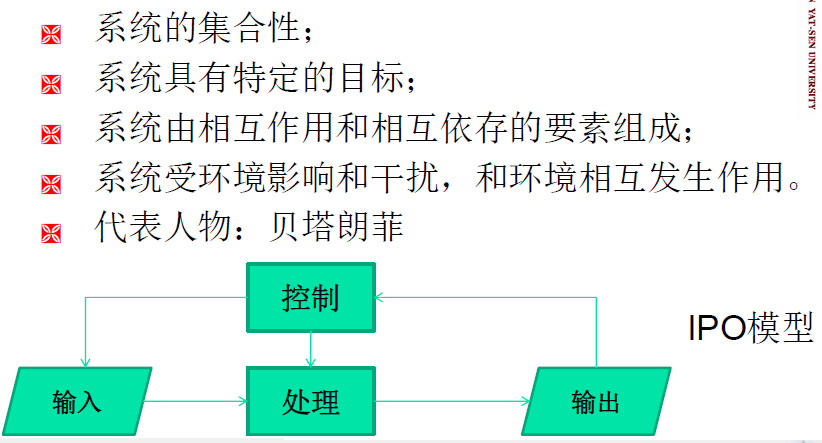 系统的集合性；
系统具有特定的目标；
系统由相互作用和相互依存的要素组成；
系统受环境影响和干扰，和环境相互发生作用。
代表人物：贝塔朗菲
控制
IPO模型
输入
处理
输出
YAT-SEN UNIVERSITY